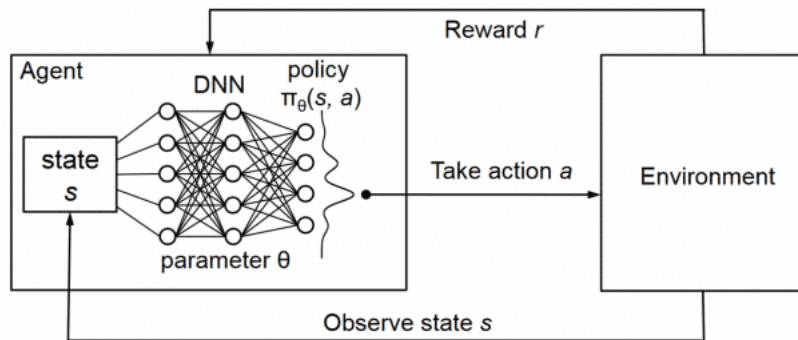 Reward r
Agent
DNN
policy
πθ(s, a)
state
s
Take action a
Environment
parameter θ
Observe state s